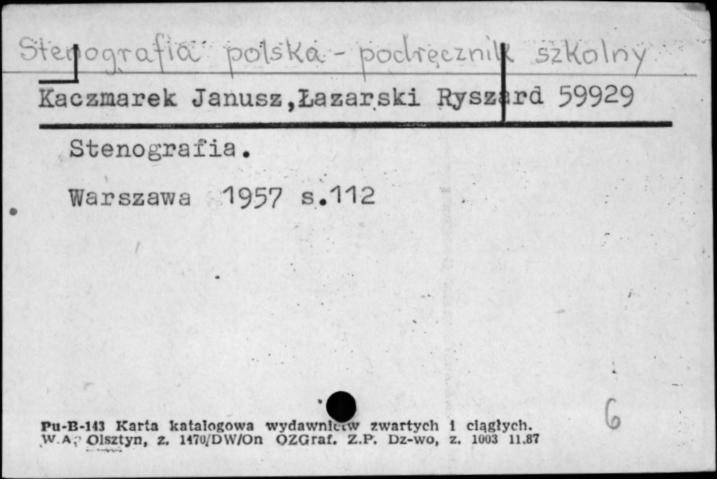 Stenografia polska - podręcznik szkolny
Kaczmarek Janusz,Łazarski Ryszard 59929
Stenografia.
Warszawa 1957 s.112
6
Pu-B-143 Karta katalogowa wydawnictw zwartych i ciągłych.
W.A. Olsztyn, z. 1470/DW/On OZGraf. Z.P. Dz-wo, z. 1003 11.87